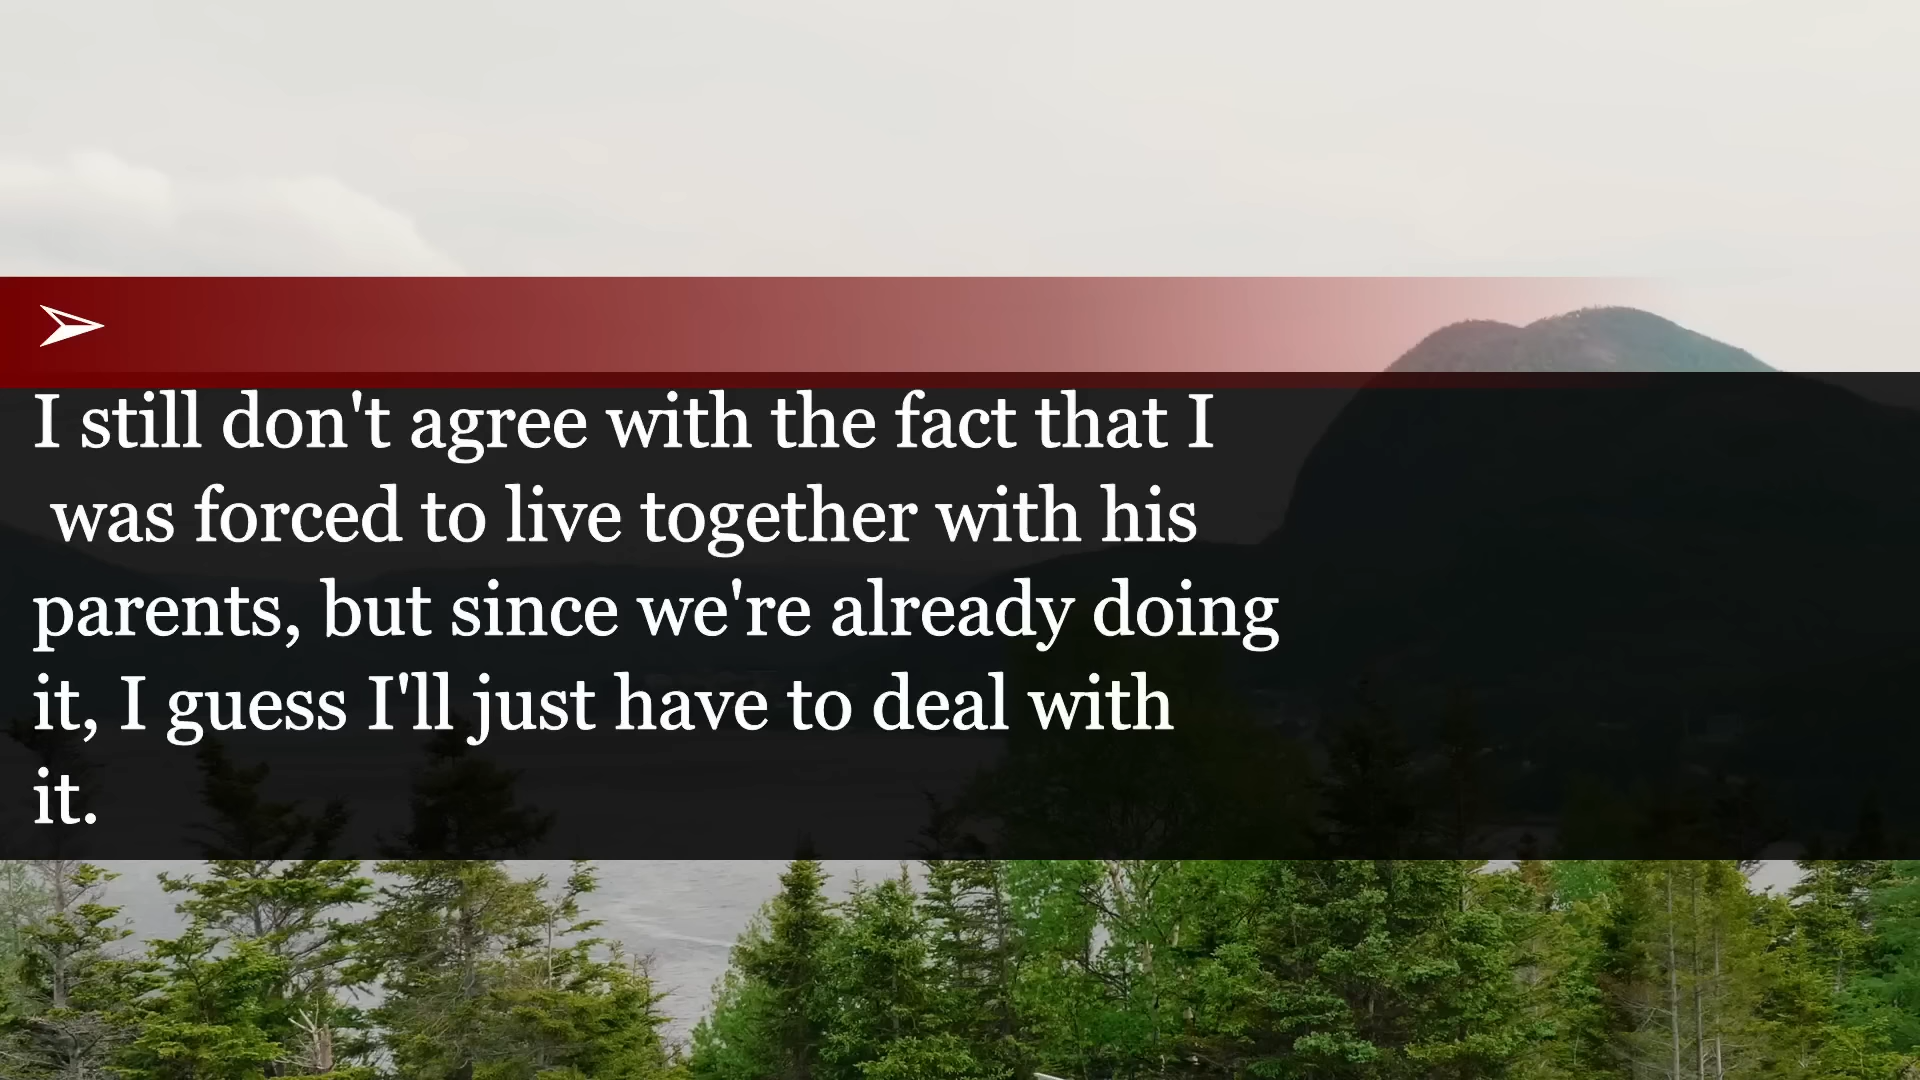 I still don't agree with the fact that I
was forced to live together with his
parents, but since we're already doing
it, I guess I'll just have to deal with
it.